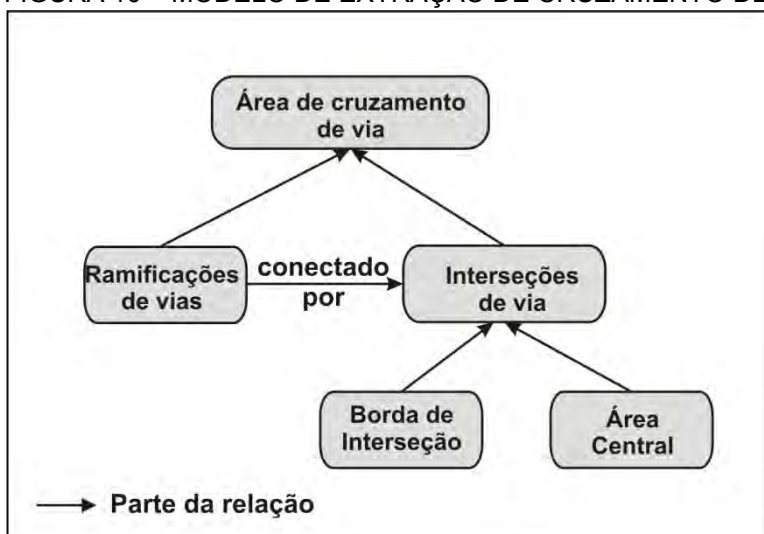 Área de cruzamento
de via
Ramificações
de vias
conectado
por
Interseções
de via
Borda de
Interseção
Área
Central
Parte da relação